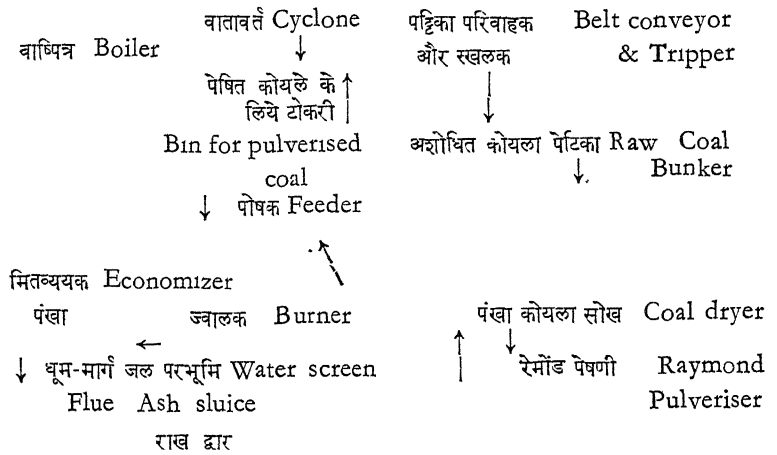 वातावर्त Cyclone
पट्टिका परिवाहक Belt conveyor
वाष्पित्र Boiler
और स्खलक & Tripper
पेषित कोयले के
लिये टोकरी
Bin for pulverised
coal
अशोधित कोयला पेटिका Raw Coal
Bunker
↓ पोषक Feeder
मितव्ययक Economizer
पंखा ज्वालक Burner
पंखा कोयला सोख Coal dryer
↓ धूम-मार्ग जल परभूमि Water screen
रेमोंड पेषणी Raymond
Pulveriser
Flue Ash sluice
राख द्वार